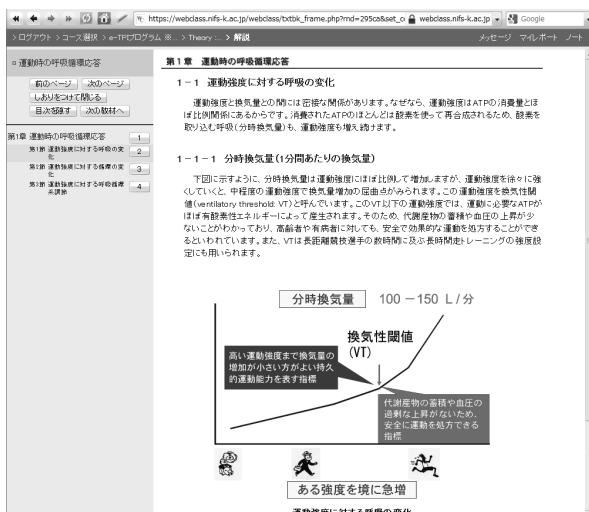 https://webclass.nifs-k.ac.jp/webclass/txtbk_frame.php?md=295ca&set_c webclass.nifs-k.ac.jp
Google
>ログアウト >コース選択 >e-TPCプログラム ※... >Theory :... >解説
メッセージ マイレポート ノート
運動時の呼吸循環応答
前のページ 次のページ
しおりをつけて閉じる
目次を隠す 次の教材へ
第1章 運動時の呼吸循環応答 1
第1節 運動強度に対する呼吸の変化 2
第2節 運動強度に対する循環の変化 3
第3節 運動強度に対する呼吸循環系調節 4
第1章 運動時の呼吸循環応答
1-1 運動強度に対する呼吸の変化
運動強度と換気量との間には密接な関係があります。なぜなら、運動強度はATPの消費量とほ
ぼ比例関係にあるからです。消費されたATPのほとんどは酸素を使って再合成されるため、酸素を
取り込む呼吸(分時換気量)も、運動強度も増え続けます。
1-1-1 分時換気量(1分間あたりの換気量)
下図に示すように、分時換気量は運動強度にほぼ比例して増加しますが、運動強度を徐々に強
くしていくと、中程度の運動強度で換気量増加の屈曲点がみられます。この運動強度を換気性閾
値(ventilatory threshold: VT)と呼んでいます。このVT以下の運動強度では、運動に必要なATPが
ほぼ有酸素性エネルギーによって産生されます。そのため、代謝産物の蓄積や血圧の上昇が少
ないことがわかっており、高齢者や有病者に対しても、安全で効果的な運動を処方することができ
るといわれています。また、VTは長距離競技選手の数時間に及ぶ長時間走トレーニングの強度設
定にも用いられます。
分時換気量 100-150 L/分
換気性閾値
(VT)
高い運動強度まで換気量の
増加が小さい方がよい持久
的運動能力を表す指標
代謝産物の蓄積や血圧の
過剰な上昇がないため、
安全に運動を処方できる
指標
ある強度を境に急増
運動強度に対する呼吸の変化